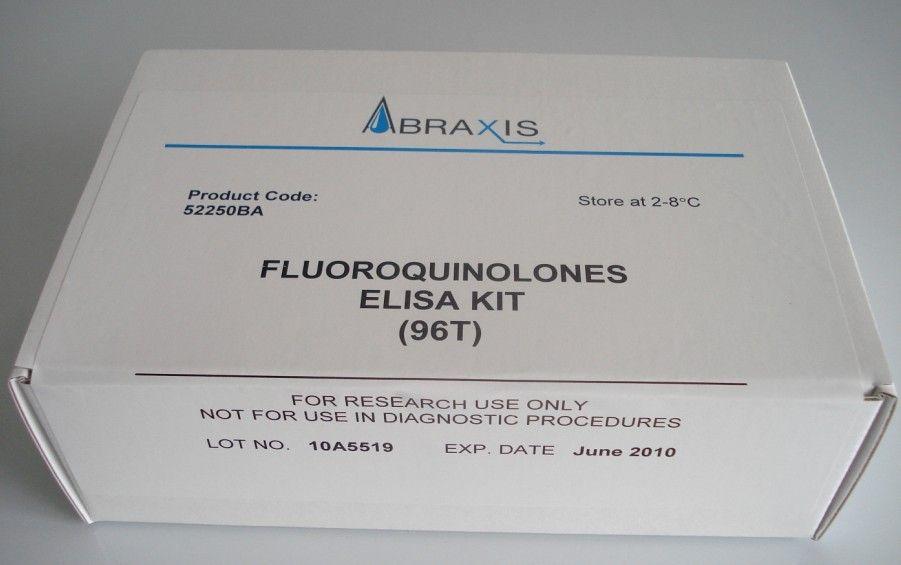 ABRAXIS
Product Code:
52250BA
Store at 2-8°C
FLUOROQUINOLONES
ELISA KIT
(96T)
FOR RESEARCH USE ONLY
NOT FOR USE IN DIAGNOSTIC PROCEDURES
LOT NO. 10A5519 EXP. DATE June 2010